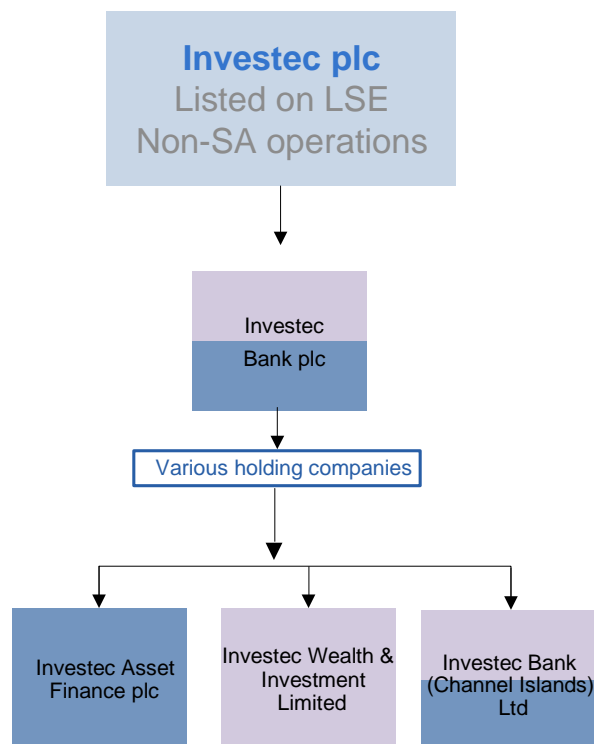 Investec plc
Listed on LSE
Non-SA operations
Investec
Bank plc
Various holding companies
Investec Asset
Finance plc
Investec Wealth &
Investment
Limited
Investec Bank
(Channel Islands)
Ltd